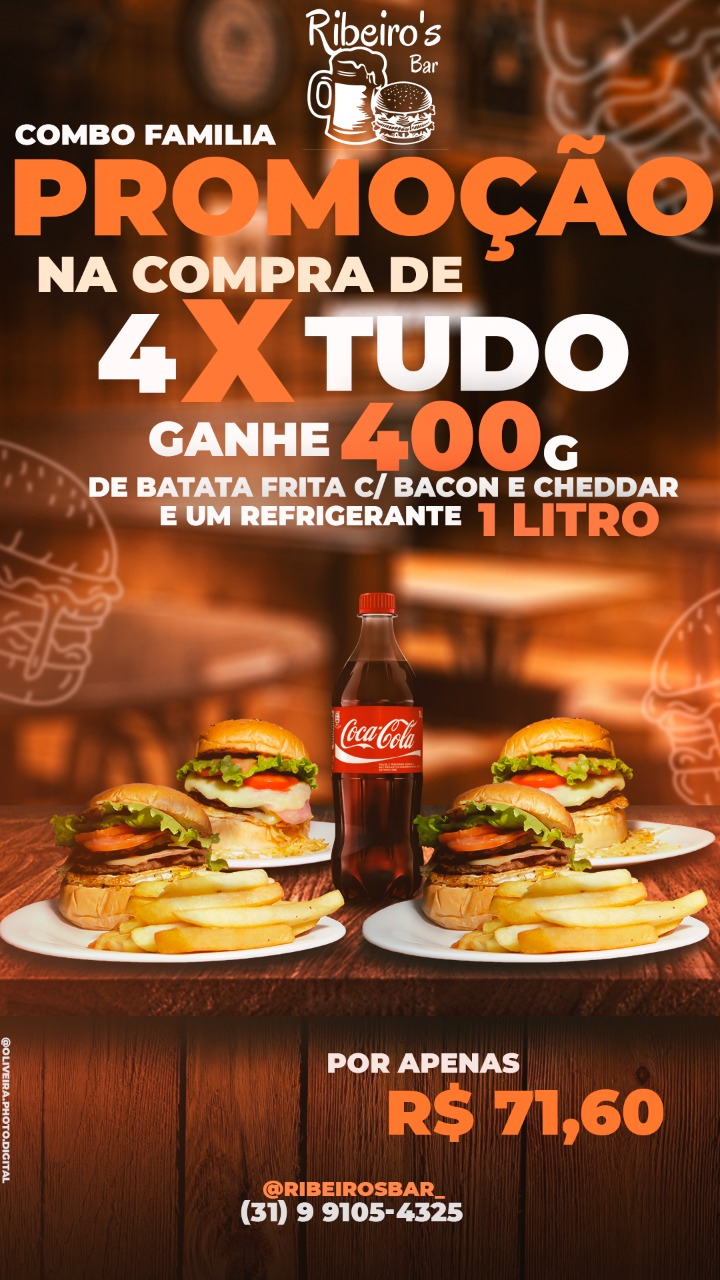 Ribeiro's
Bar
COMBO FAMILIA
PROMOÇÃO
NA COMPRA DE
4X TUDO
GANHE 400G
DE BATATA FRITA C/ BACON E CHEDDAR
E UM REFRIGERANTE 1 LITRO
Coca-Cola
@OLIVEIRA.PHOTO.DIGITAL
POR APENAS
R$ 71,60
@RIBEIROSBAR_
(31) 9 9105-4325